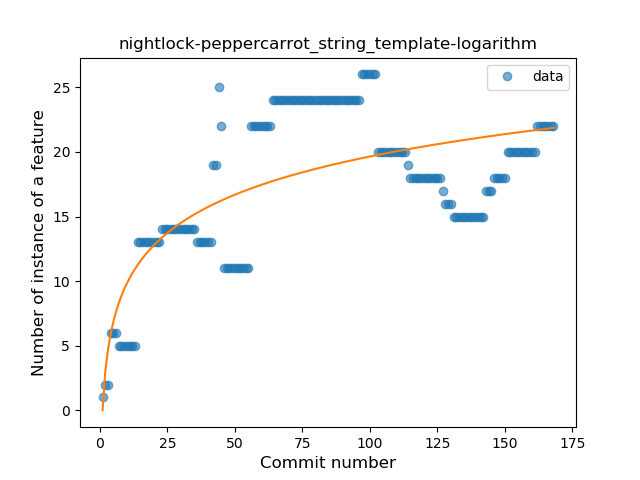 nightlock-peppercarrot_string_template-logarithm
data
Number of instance of a feature
25
20
15
10
5
0
0 25 50 75 100 125 150 175
Commit number